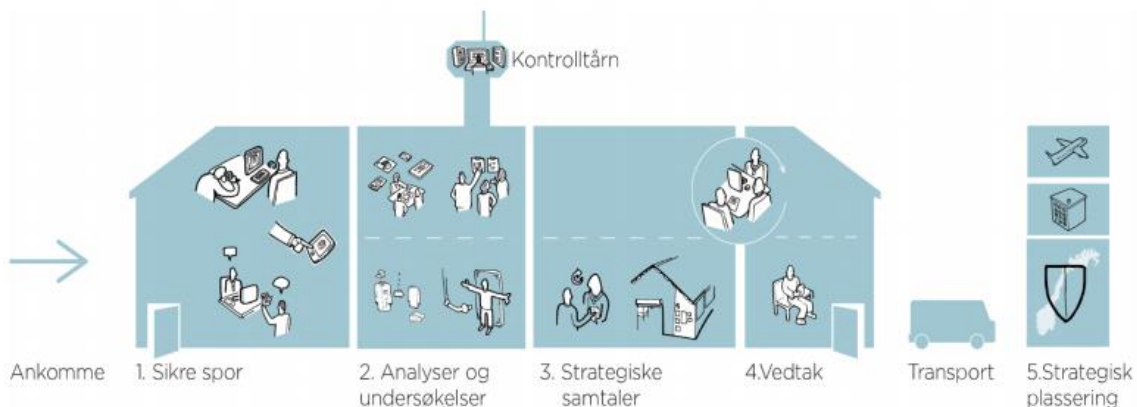 Kontrolltårn
Ankomme
1. Sikre spor
2. Analyser og
undersøkelser
3. Strategiske
samtaler
4.Vedtak
Transport
5.Strategisk
plassering